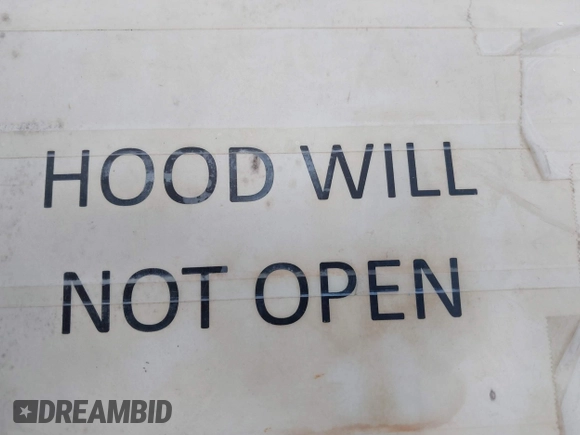 HOOD WILL
NOT OPEN
DREAMBID